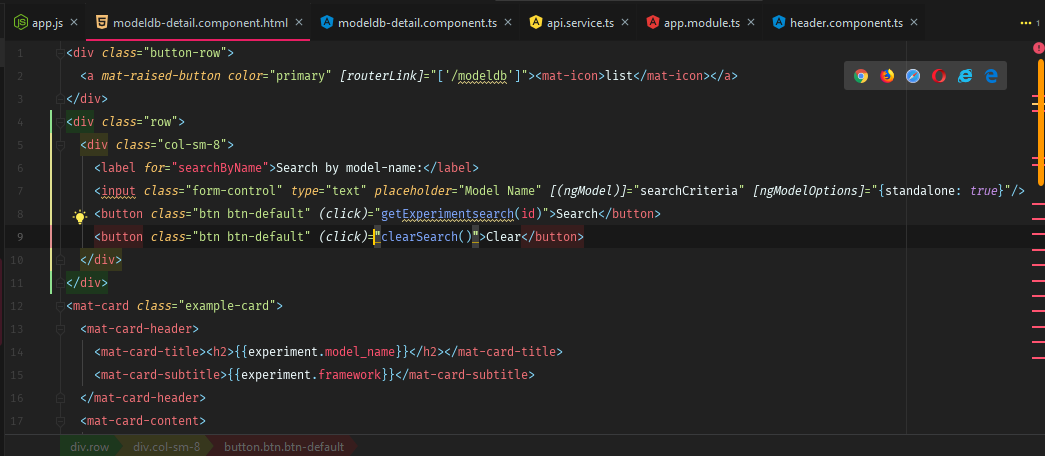 app.js × modeldb-detail.component.html × modeldb-detail.component.ts × api.service.ts × app.module.ts × header.component.ts × ••• 1
1 <div class="button-row">
2 <a mat-raised-button color="primary" [routerLink]="['/modeldb']"><mat-icon>list</mat-icon></a>
3 </div>
4 <div class="row">
5 <div class="col-sm-8">
6 <label for="searchByName">Search by model-name:</label>
7 <input class="form-control" type="text" placeholder="Model Name" [(ngModel)]="searchCriteria" [ngModelOptions]="{standalone: true}"/>
8 <button class="btn btn-default" (click)="getExperimentsearch(id)">Search</button>
9 <button class="btn btn-default" (click)="clearSearch()">Clear</button>
10 </div>
11 </div>
12 <mat-card class="example-card">
13 <mat-card-header>
14 <mat-card-title><h2>{{experiment.model_name}}</h2></mat-card-title>
15 <mat-card-subtitle>{{experiment.framework}}</mat-card-subtitle>
16 </mat-card-header>
17 <mat-card-content>
div.row div.col-sm-8 button.btn.btn-default